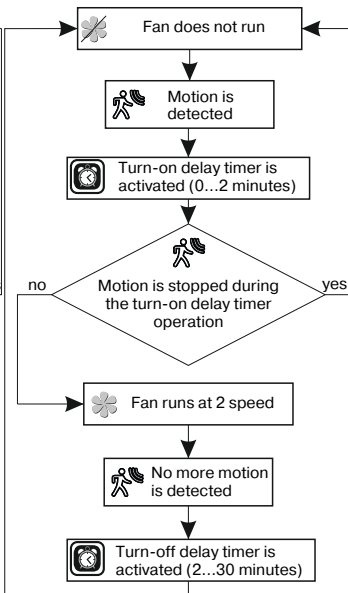 Fan does not run
Motion is
detected
Turn-on delay timer is
activated (0...2 minutes)
no
yes
Motion is stopped during
the turn-on delay timer
operation
Fan runs at 2 speed
No more motion
is detected
Turn-off delay timer is
activated (2...30 minutes)